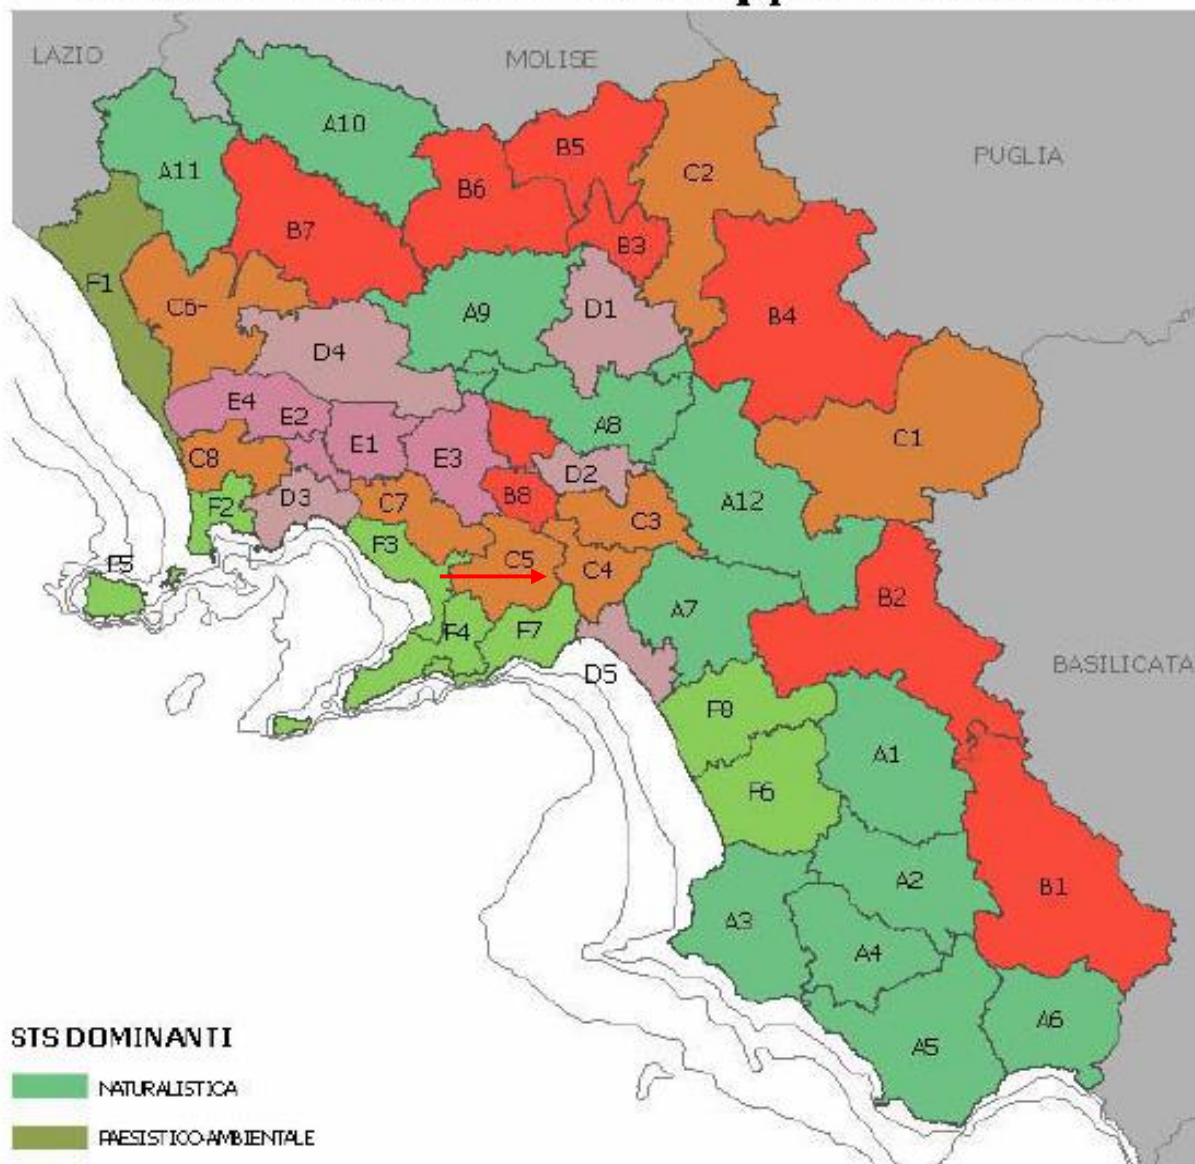 LAZIO
MOLISE
A10
B5
A11
C2
PUGLIA
B6
B7
B3
F1
C6-
A9
D1
B4
D4
E4
E2
A8
C1
E1
E3
C8
D2
B8
A12
F2
D3
C7
C3
F3
F5
C5
C4
B2
A7
F4
F7
BASILICATA
D5
F8
A1
F6
A2
B1
A3
A4
A6
A5
STS DOMINANTI
NATURALISTICA
PAESISTICO-AMBIENTALE